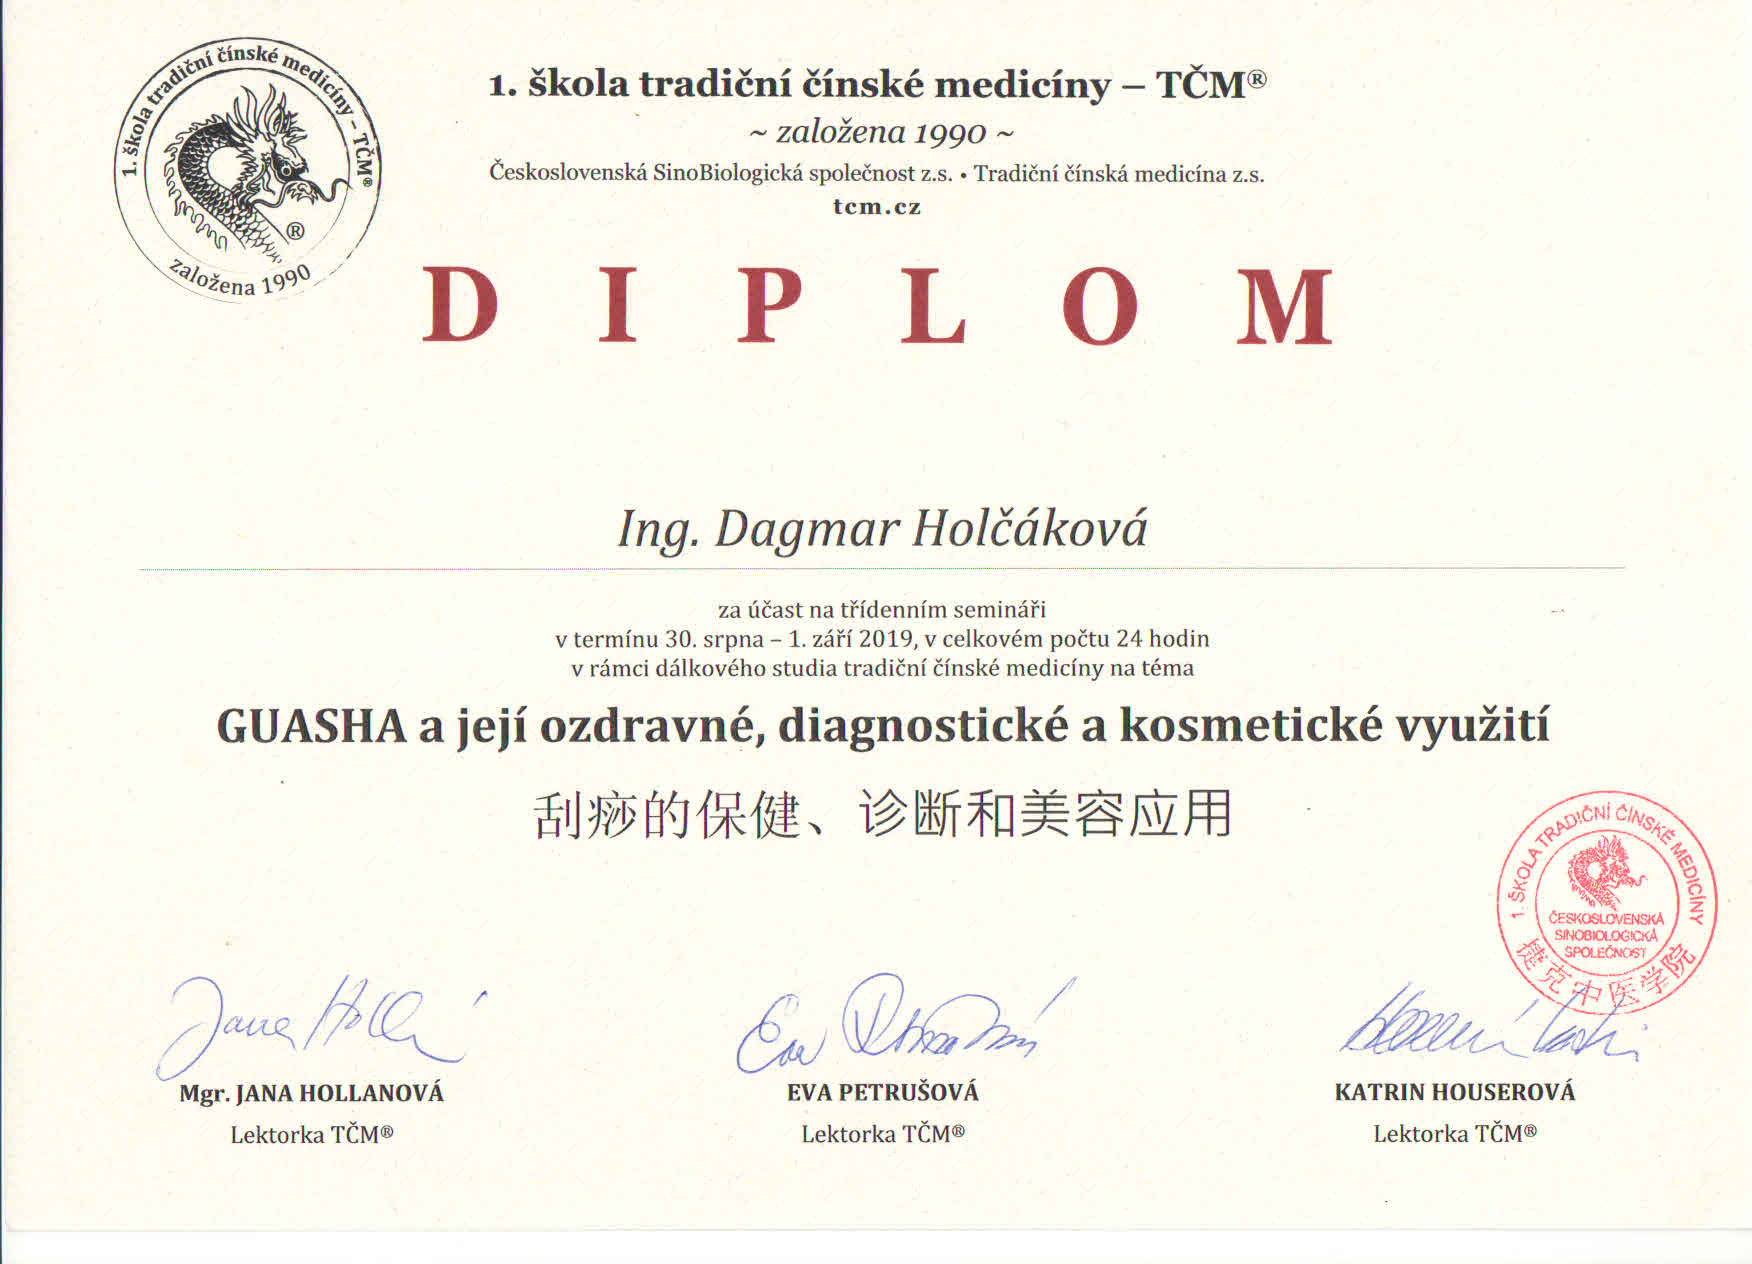 1. škola tradiční čínské medicíny – TČM®
založena 1990
®
1. škola tradiční čínské medicíny – TČM®
~ založena 1990 ~
Československá SinoBiologická společnost z.s. • Tradiční čínská medicína z.s.
tcm.cz
DIPLOM
Ing. Dagmar Holčáková
za účast na třídenním semináři
v termínu 30. srpna – 1. září 2019, v celkovém počtu 24 hodin
v rámci dálkového studia tradiční čínské medicíny na téma
GUASHA a její ozdravné, diagnostické a kosmetické využití
刮痧的保健、诊断和美容应用
1. ŠKOLA TRADIČNÍ ČÍNSKÉ MEDICÍNY
ČESKOSLOVENSKÁ
SINOBIOLOGICKÁ
SPOLEČNOST
捷克中医学院
Mgr. JANA HOLLANOVÁ
Lektorka TČM®
EVA PETRUŠOVÁ
Lektorka TČM®
KATRIN HOUSEROVÁ
Lektorka TČM®